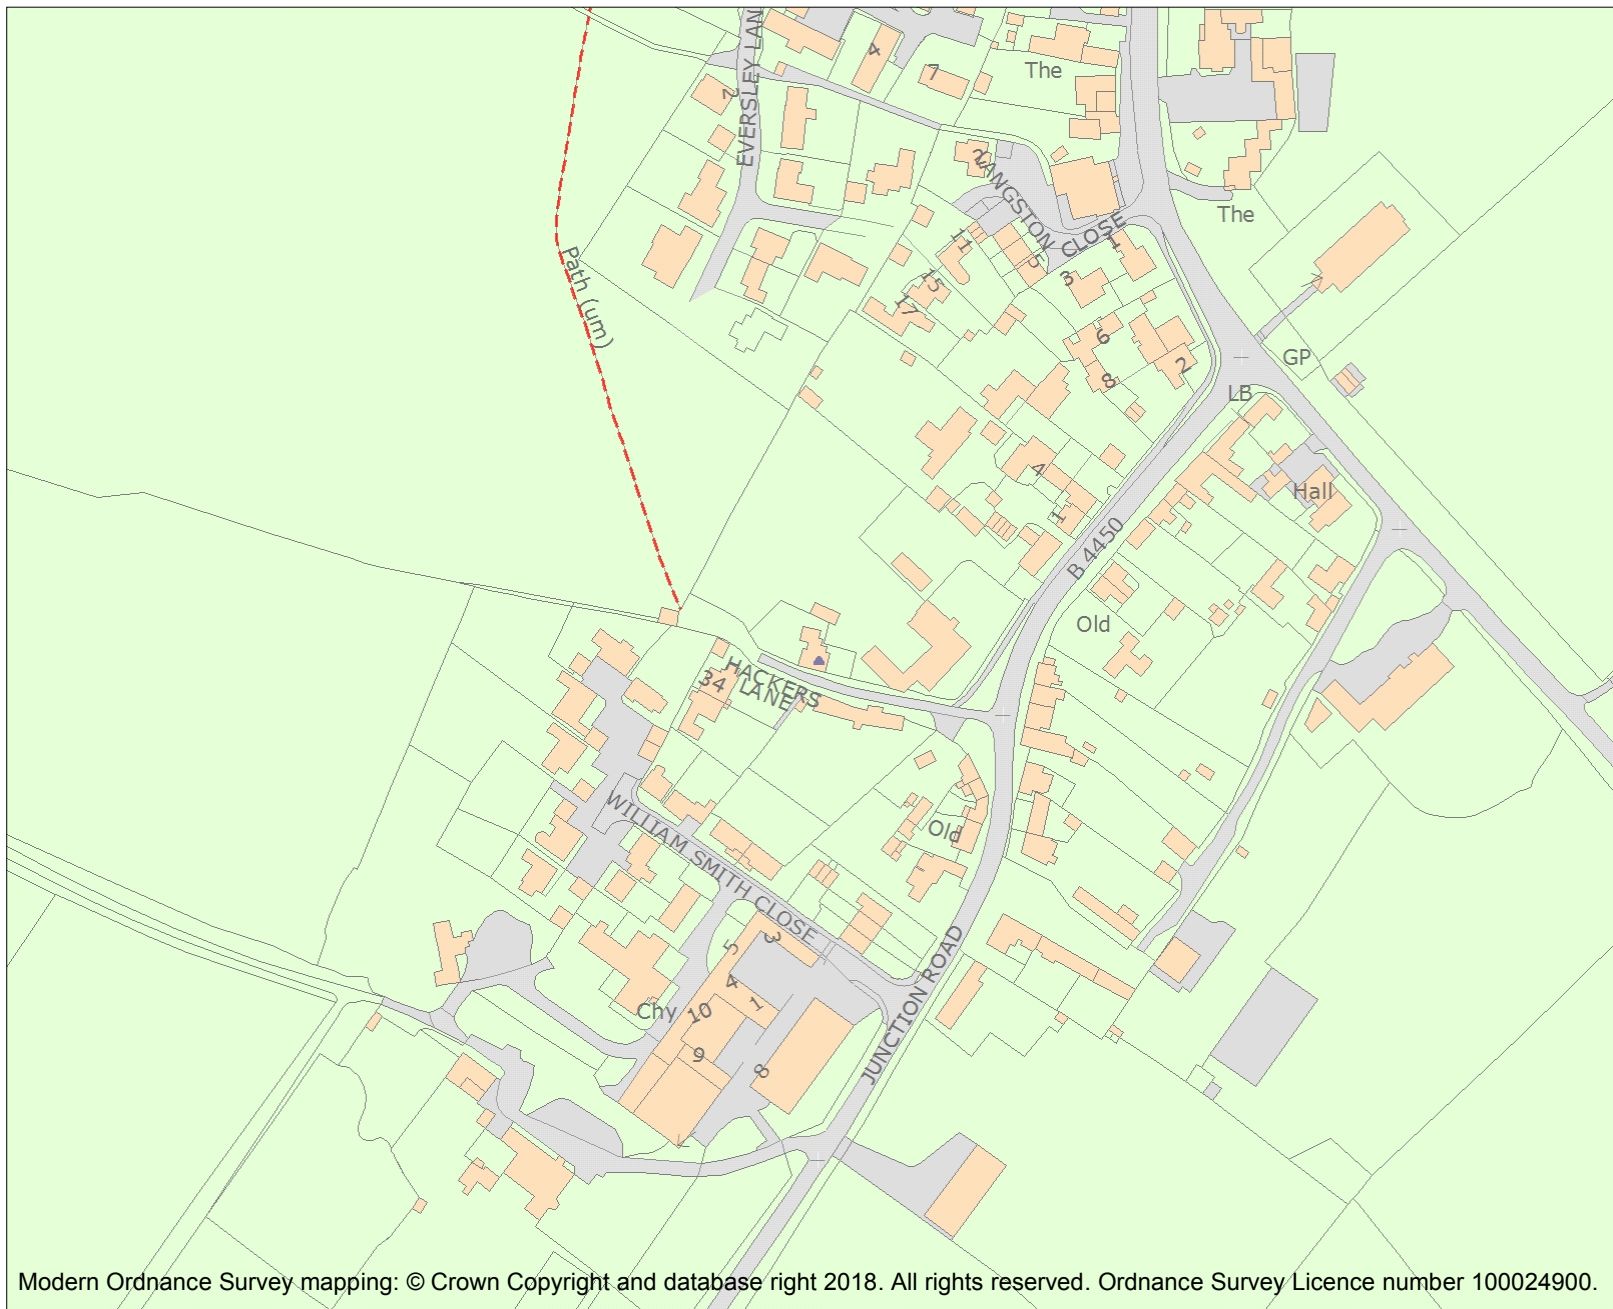 EVERSLEY LAN
4
7
The
2
2
LANGSTON CLOSE
The
11
5
1
3
15
17
7
Path (um)
6
2
8
GP
LB
4
1
Hall
B 4450
Old
HACKERS
LANE
34
WILLIAM SMITH CLOSE
Old
3
5
4
1
10
Chy
9
8
JUNCTION ROAD
Modern Ordnance Survey mapping: © Crown Copyright and database right 2018. All rights reserved. Ordnance Survey Licence number 100024900.